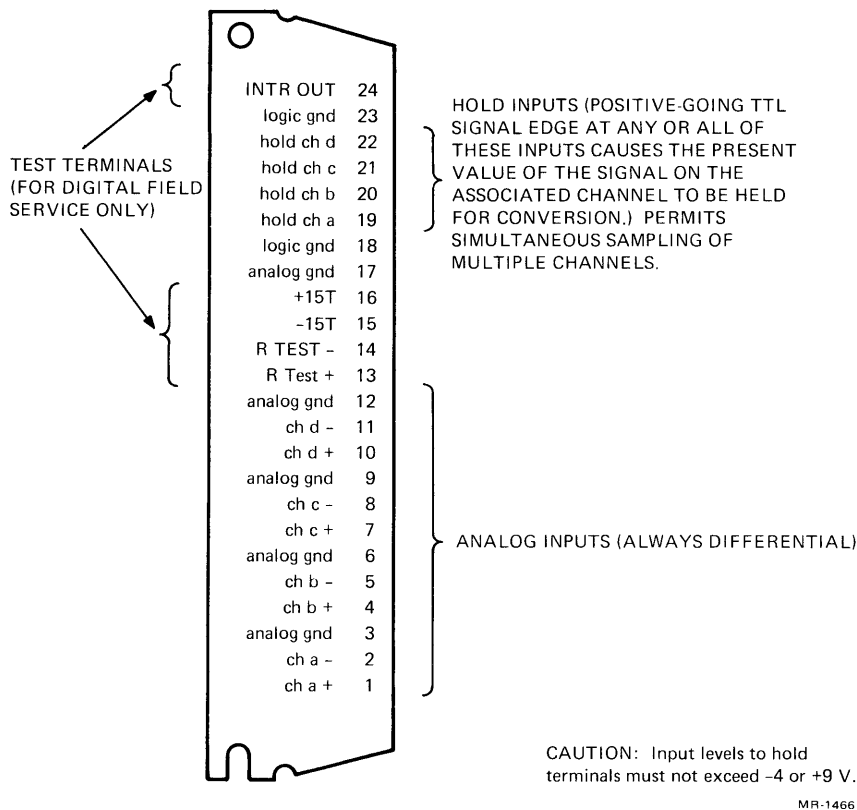 INTR OUT 24
logic gnd 23
hold ch d 22
hold ch c 21
hold ch b 20
hold ch a 19
logic gnd 18
analog gnd 17
+15T 16
-15T 15
R TEST - 14
R Test + 13
analog gnd 12
ch d - 11
ch d + 10
analog gnd 9
ch c - 8
ch c + 7
analog gnd 6
ch b - 5
ch b + 4
analog gnd 3
ch a - 2
ch a + 1
TEST TERMINALS
(FOR DIGITAL FIELD
SERVICE ONLY)
HOLD INPUTS (POSITIVE-GOING TTL
SIGNAL EDGE AT ANY OR ALL OF
THESE INPUTS CAUSES THE PRESENT
VALUE OF THE SIGNAL ON THE
ASSOCIATED CHANNEL TO BE HELD
FOR CONVERSION.) PERMITS
SIMULTANEOUS SAMPLING OF
MULTIPLE CHANNELS.
ANALOG INPUTS (ALWAYS DIFFERENTIAL)
CAUTION: Input levels to hold
terminals must not exceed -4 or +9 V.
MR-1466